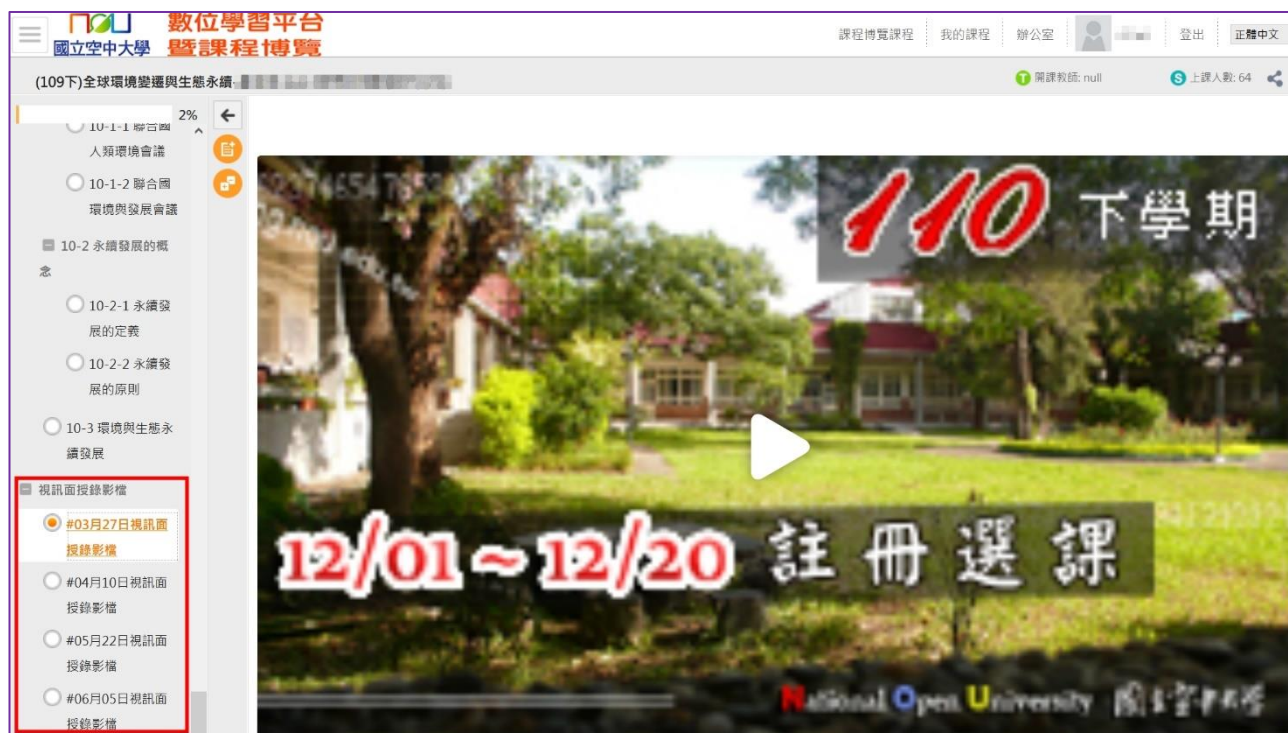 nou
國立空中大學
數位學習平台
暨課程博覽
課程博覽課程
我的課程
辦公室
登出
正體中文
(109下)全球環境變遷與生態永續
開課教師: null
上課人數: 64
2%
10-1-1 聯合國
人類環境會議
10-1-2 聯合國
環境與發展會議
10-2 永續發展的概
念
10-2-1 永續發
展的定義
10-2-2 永續發
展的原則
10-3 環境與生態永
續發展
視訊面授錄影檔
#03月27日視訊面
授錄影檔
#04月10日視訊面
授錄影檔
#05月22日視訊面
授錄影檔
#06月05日視訊面
授錄影檔
110 下學期
12/01~12/20 註冊選課
National Open University 國立空中大學